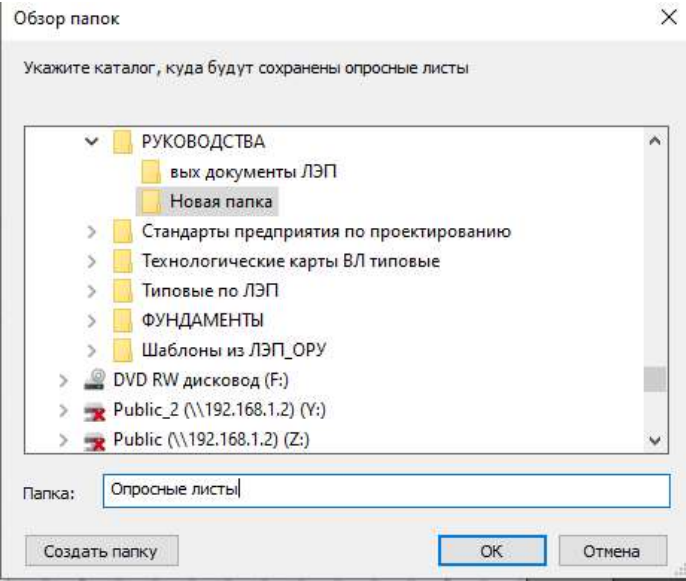 Обзор папок
Укажите каталог, куда будут сохранены опросные листы
РУКОВОДСТВА
вых документы ЛЭП
Новая папка
Стандарты предприятия по проектированию
Технологические карты ВЛ типовые
Типовые по ЛЭП
ФУНДАМЕНТЫ
Шаблоны из ЛЭП_ОРУ
DVD RW дисковод (F:)
Public_2 (\\192.168.1.2) (Y:)
Public (\\192.168.1.2) (Z:)
Папка: Опросные листы
Создать папку ОК Отмена